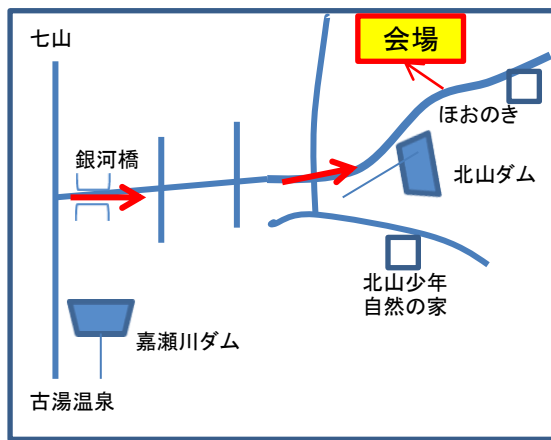 七山
会場
ほおのき
銀河橋
北山ダム
北山少年
自然の家
嘉瀬川ダム
古湯温泉